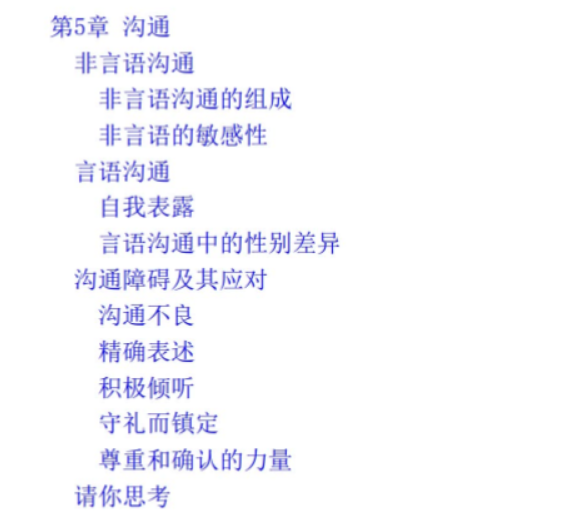 第5章 沟通
非言语沟通
非言语沟通的组成
非言语的敏感性
言语沟通
自我表露
言语沟通中的性别差异
沟通障碍及其应对
沟通不良
精确表述
积极倾听
守礼而镇定
尊重和确认的力量
请你思考